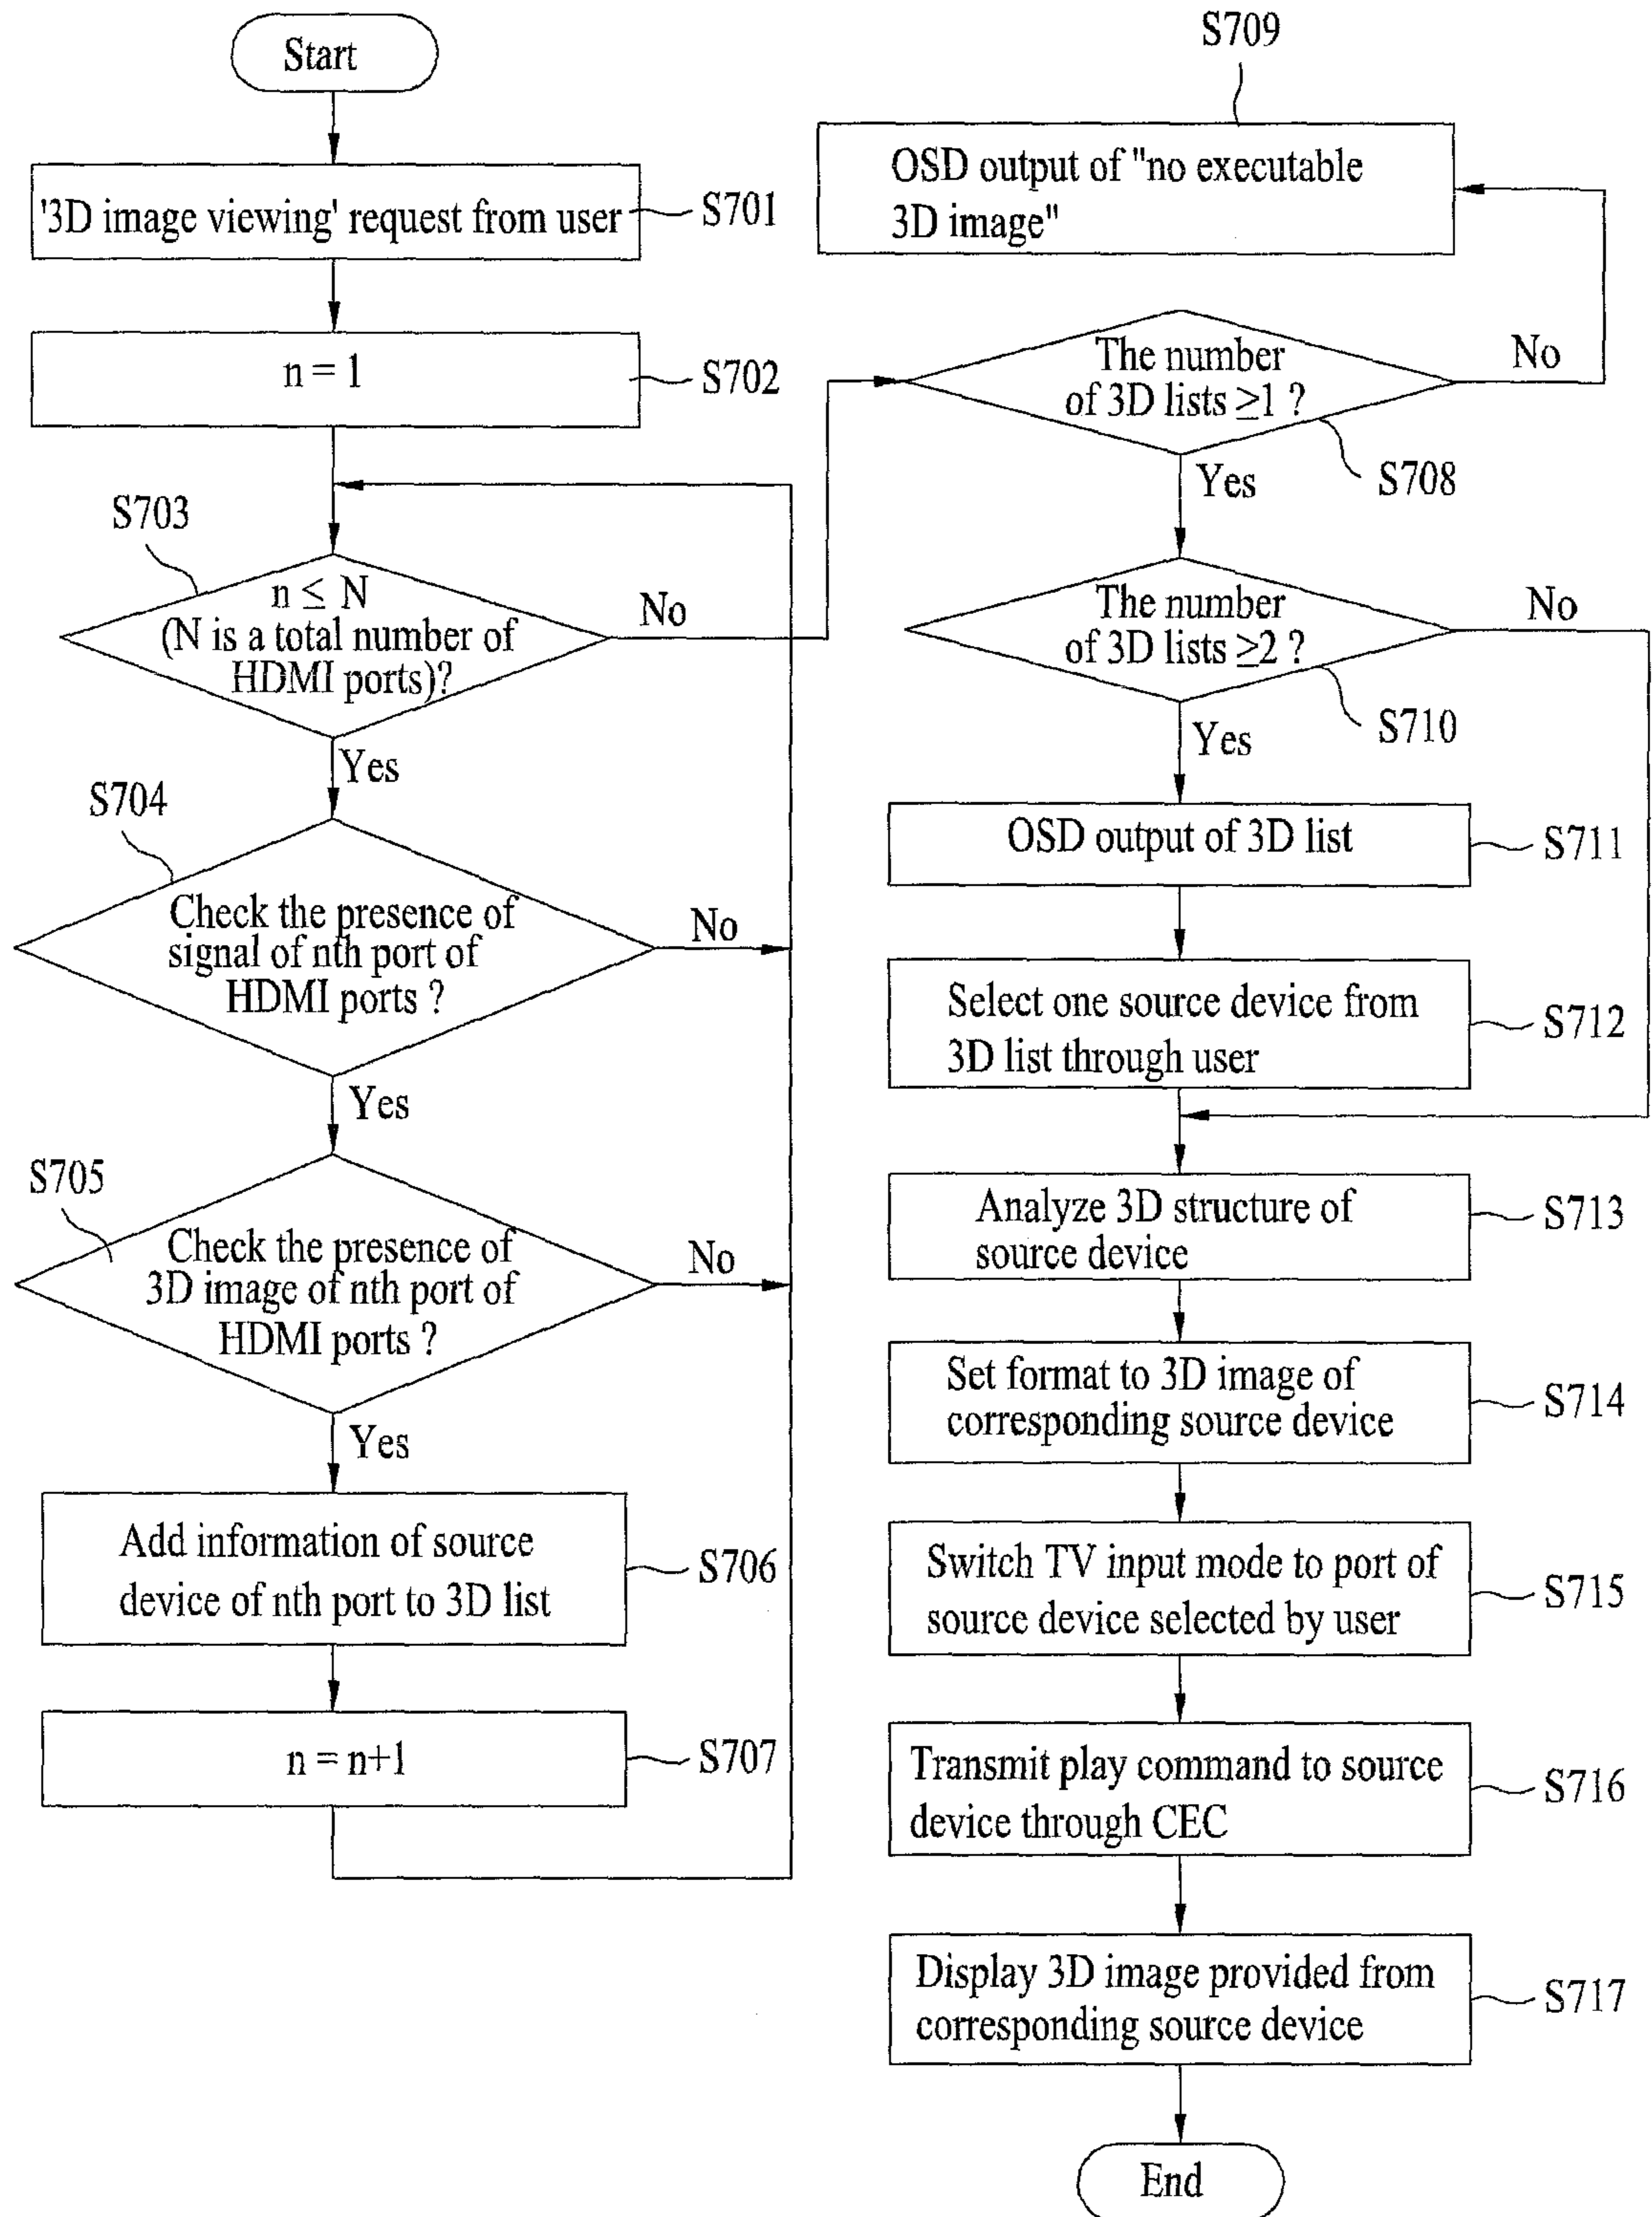 Start
'3D image viewing' request from user
S701
n = 1
S702
S703
n ≤ N
(N is a total number of
HDMI ports)?
No
Yes
S704
Check the presence of
signal of nth port of
HDMI ports ?
No
Yes
S705
Check the presence of
3D image of nth port of
HDMI ports ?
No
Yes
Add information of source
device of nth port to 3D list
S706
n = n+1
S707
S709
OSD output of "no executable
3D image"
The number
of 3D lists ≥1 ?
No
S708
Yes
The number
of 3D lists ≥2 ?
No
S710
Yes
OSD output of 3D list
S711
Select one source device from
3D list through user
S712
Analyze 3D structure of
source device
S713
Set format to 3D image of
corresponding source device
S714
Switch TV input mode to port of
source device selected by user
S715
Transmit play command to source
device through CEC
S716
Display 3D image provided from
corresponding source device
S717
End